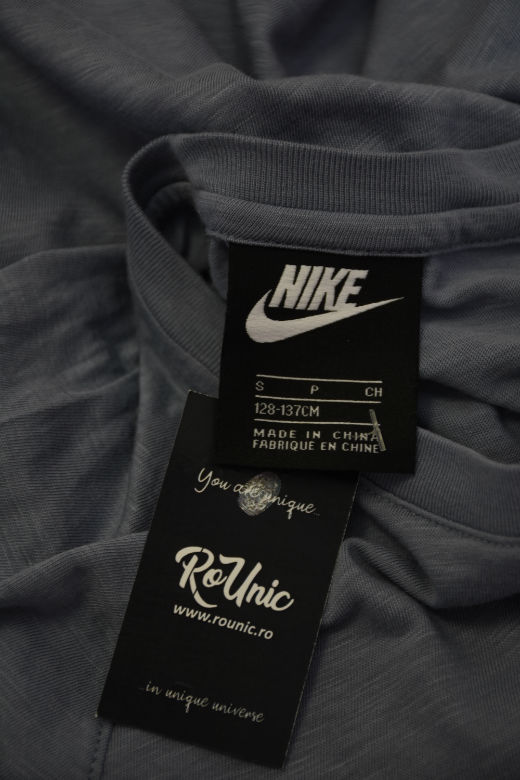 NIKE
S P CH
128-137CM
MADE IN CHINA
FABRIQUE EN CHINE
You are unique...
RoUnic
www.rounic.ro
...in unique universe